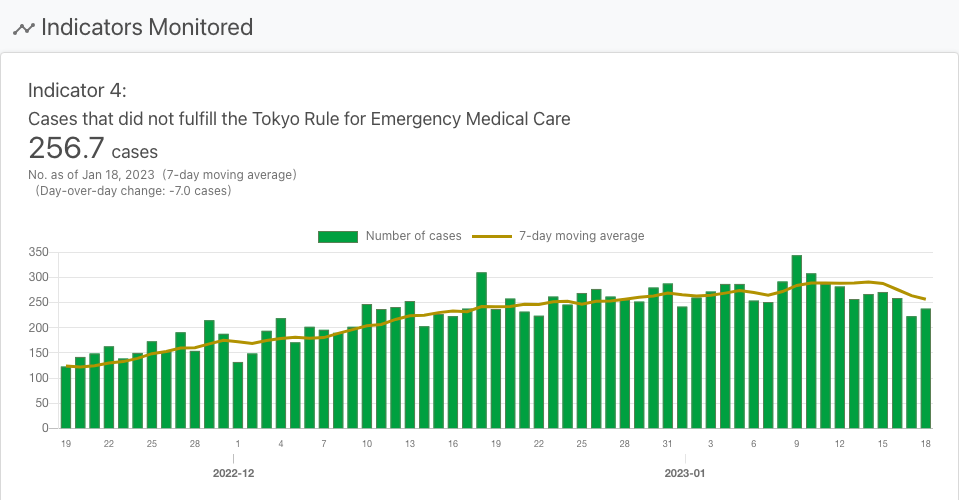 Indicators Monitored
Indicator 4:
Cases that did not fulfill the Tokyo Rule for Emergency Medical Care
256.7 cases
No. as of Jan 18, 2023 (7-day moving average)
(Day-over-day change: -7.0 cases)
Number of cases 7-day moving average
350
300
250
200
150
100
50
0
19 22 25 28 1 4 7 10 13 16 19 22 25 28 31 3 6 9 12 15 18
2022-12 2023-01